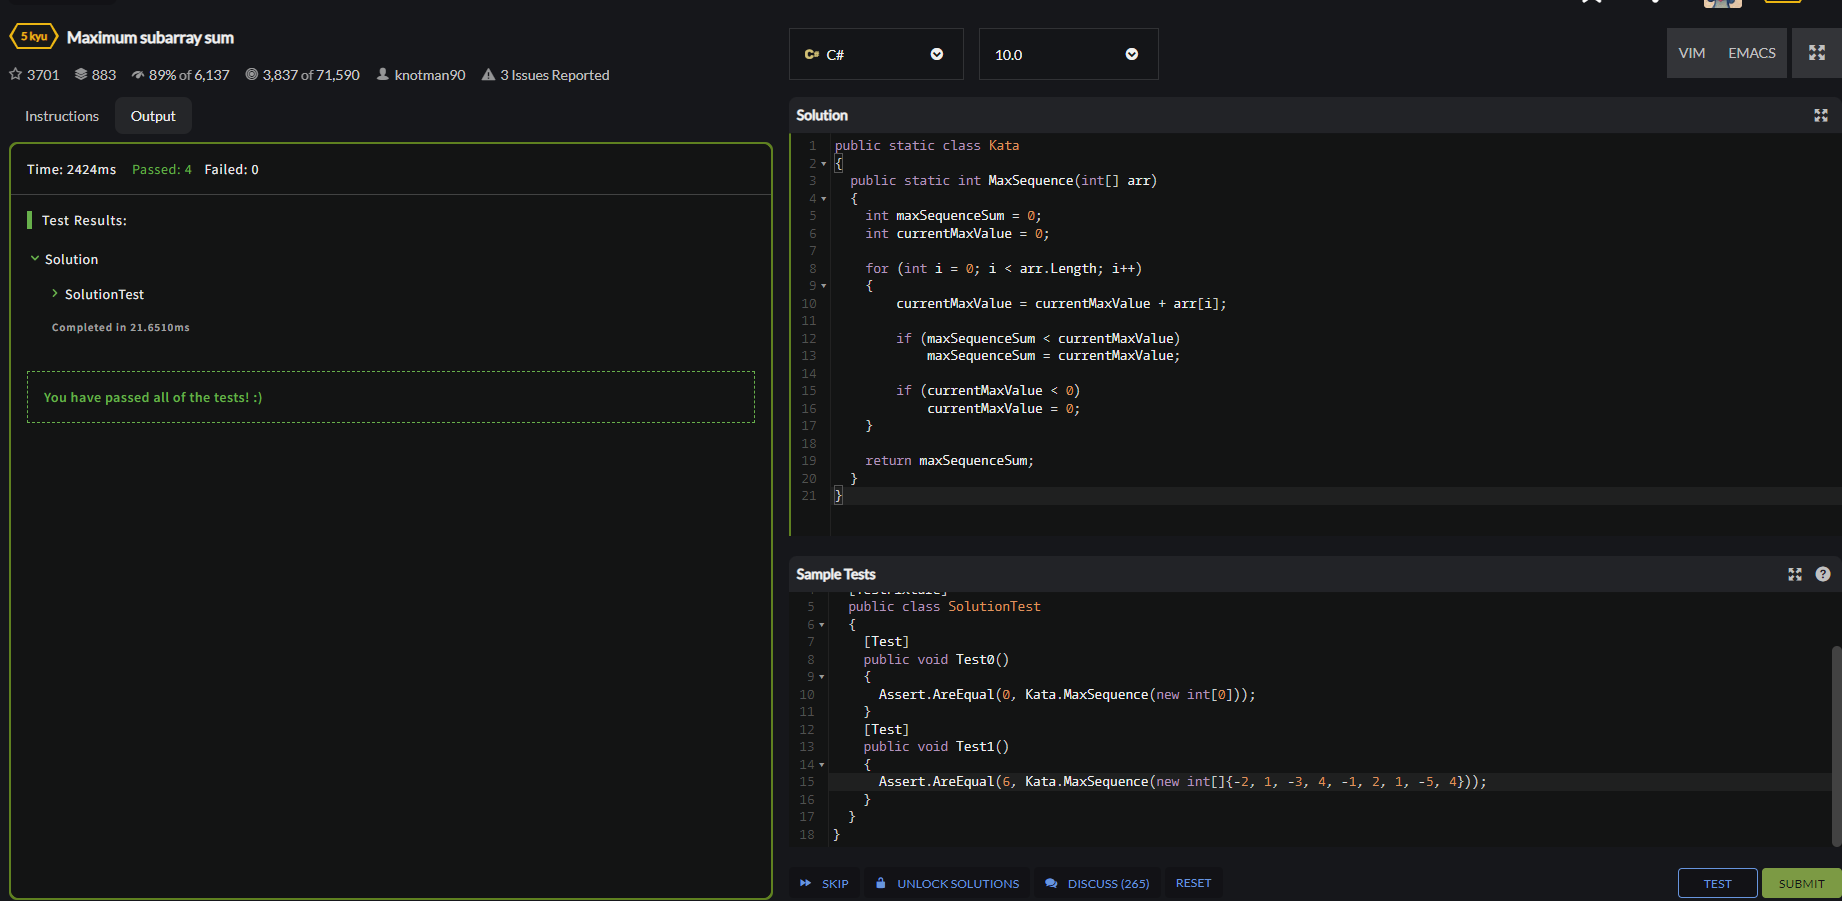 5 kyu Maximum subarray sum
3701 883 89% of 6,137 3,837 of 71,590 knotman90 3 Issues Reported
Instructions Output
Time: 2424ms Passed: 4 Failed: 0
Test Results:
Solution
SolutionTest
Completed in 21.6510ms
You have passed all of the tests! :)
C# C# 10.0 VIM EMACS
Solution
1 public static class Kata
2 {
3 public static int MaxSequence(int[] arr)
4 {
5 int maxSequenceSum = 0;
6 int currentMaxValue = 0;
7
8 for (int i = 0; i < arr.Length; i++)
9 {
10 currentMaxValue = currentMaxValue + arr[i];
11
12 if (maxSequenceSum < currentMaxValue)
13 maxSequenceSum = currentMaxValue;
14
15 if (currentMaxValue < 0)
16 currentMaxValue = 0;
17 }
18
19 return maxSequenceSum;
20 }
21 }
Sample Tests
[TestFixture]
5 public class SolutionTest
6 {
7 [Test]
8 public void Test0()
9 {
10 Assert.AreEqual(0, Kata.MaxSequence(new int[0]));
11 }
12 [Test]
13 public void Test1()
14 {
15 Assert.AreEqual(6, Kata.MaxSequence(new int[]{-2, 1, -3, 4, -1, 2, 1, -5, 4}));
16 }
17 }
18 }
SKIP UNLOCK SOLUTIONS DISCUSS (265) RESET TEST SUBMIT